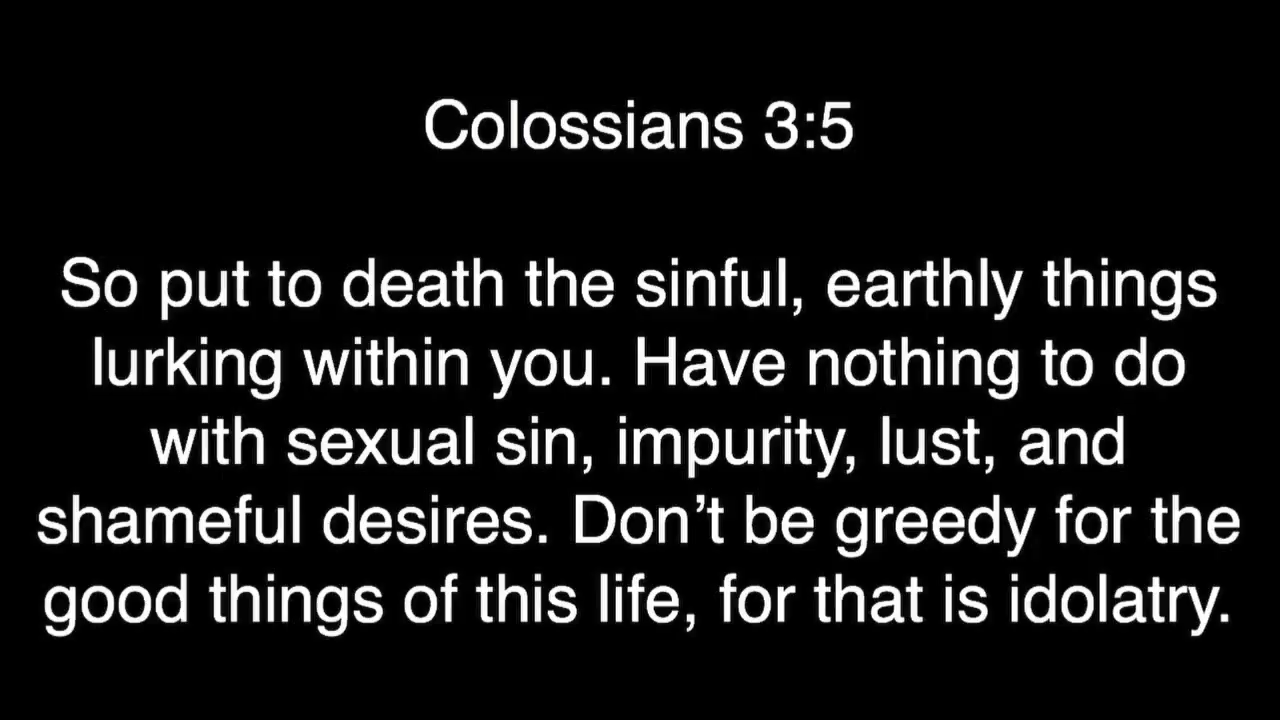 Colossians 3:5
So put to death the sinful, earthly things
lurking within you. Have nothing to do
with sexual sin, impurity, lust, and
shameful desires. Don’t be greedy for the
good things of this life, for that is idolatry.